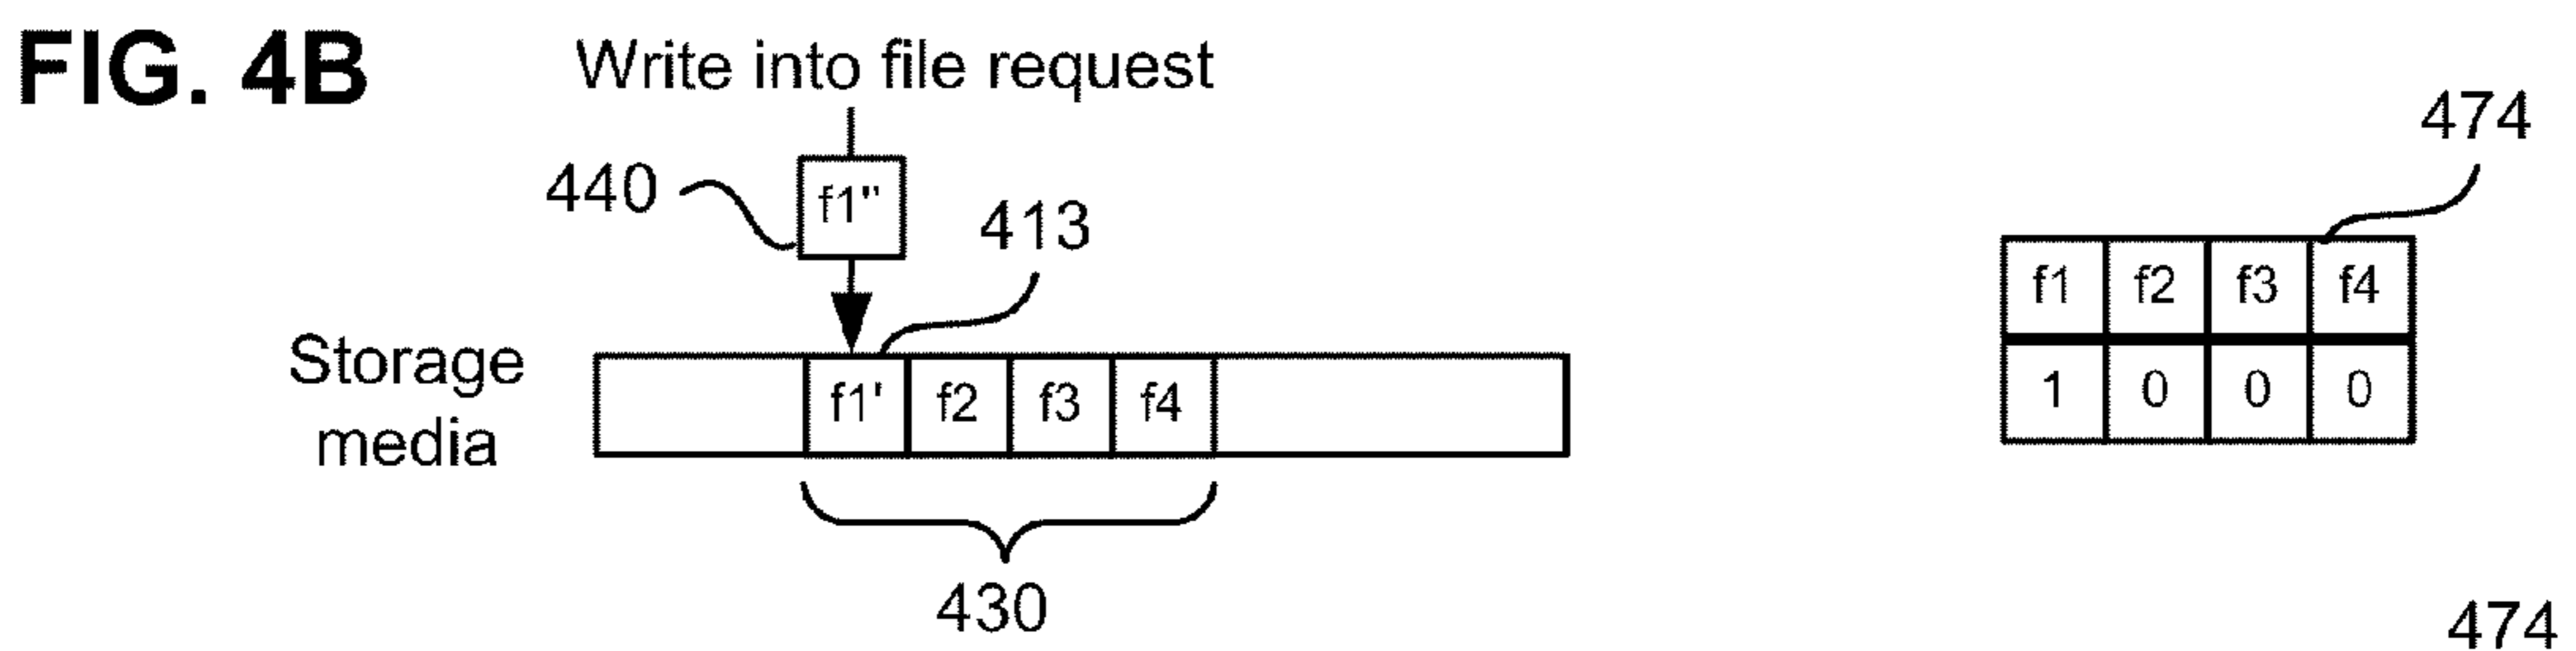 FIG. 4B
Write into file request
474
440
f1"
413
f1 f2 f3 f4
Storage
media
f1' f2 f3 f4
1 0 0 0
430
474